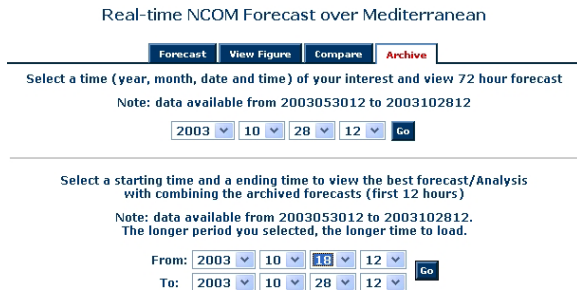 Real-time NCOM Forecast over Mediterranean
Forecast View Figure Compare Archive
Select a time (year, month, date and time) of your interest and view 72 hour forecast
Note: data available from 2003053012 to 2003102812
2003 10 28 12 Go
Select a starting time and a ending time to view the best forecast/Analysis
with combining the archived forecasts (first 12 hours)
Note: data available from 2003053012 to 2003102812.
The longer period you selected, the longer time to load.
From: 2003 10 18 12
Go
To: 2003 10 28 12